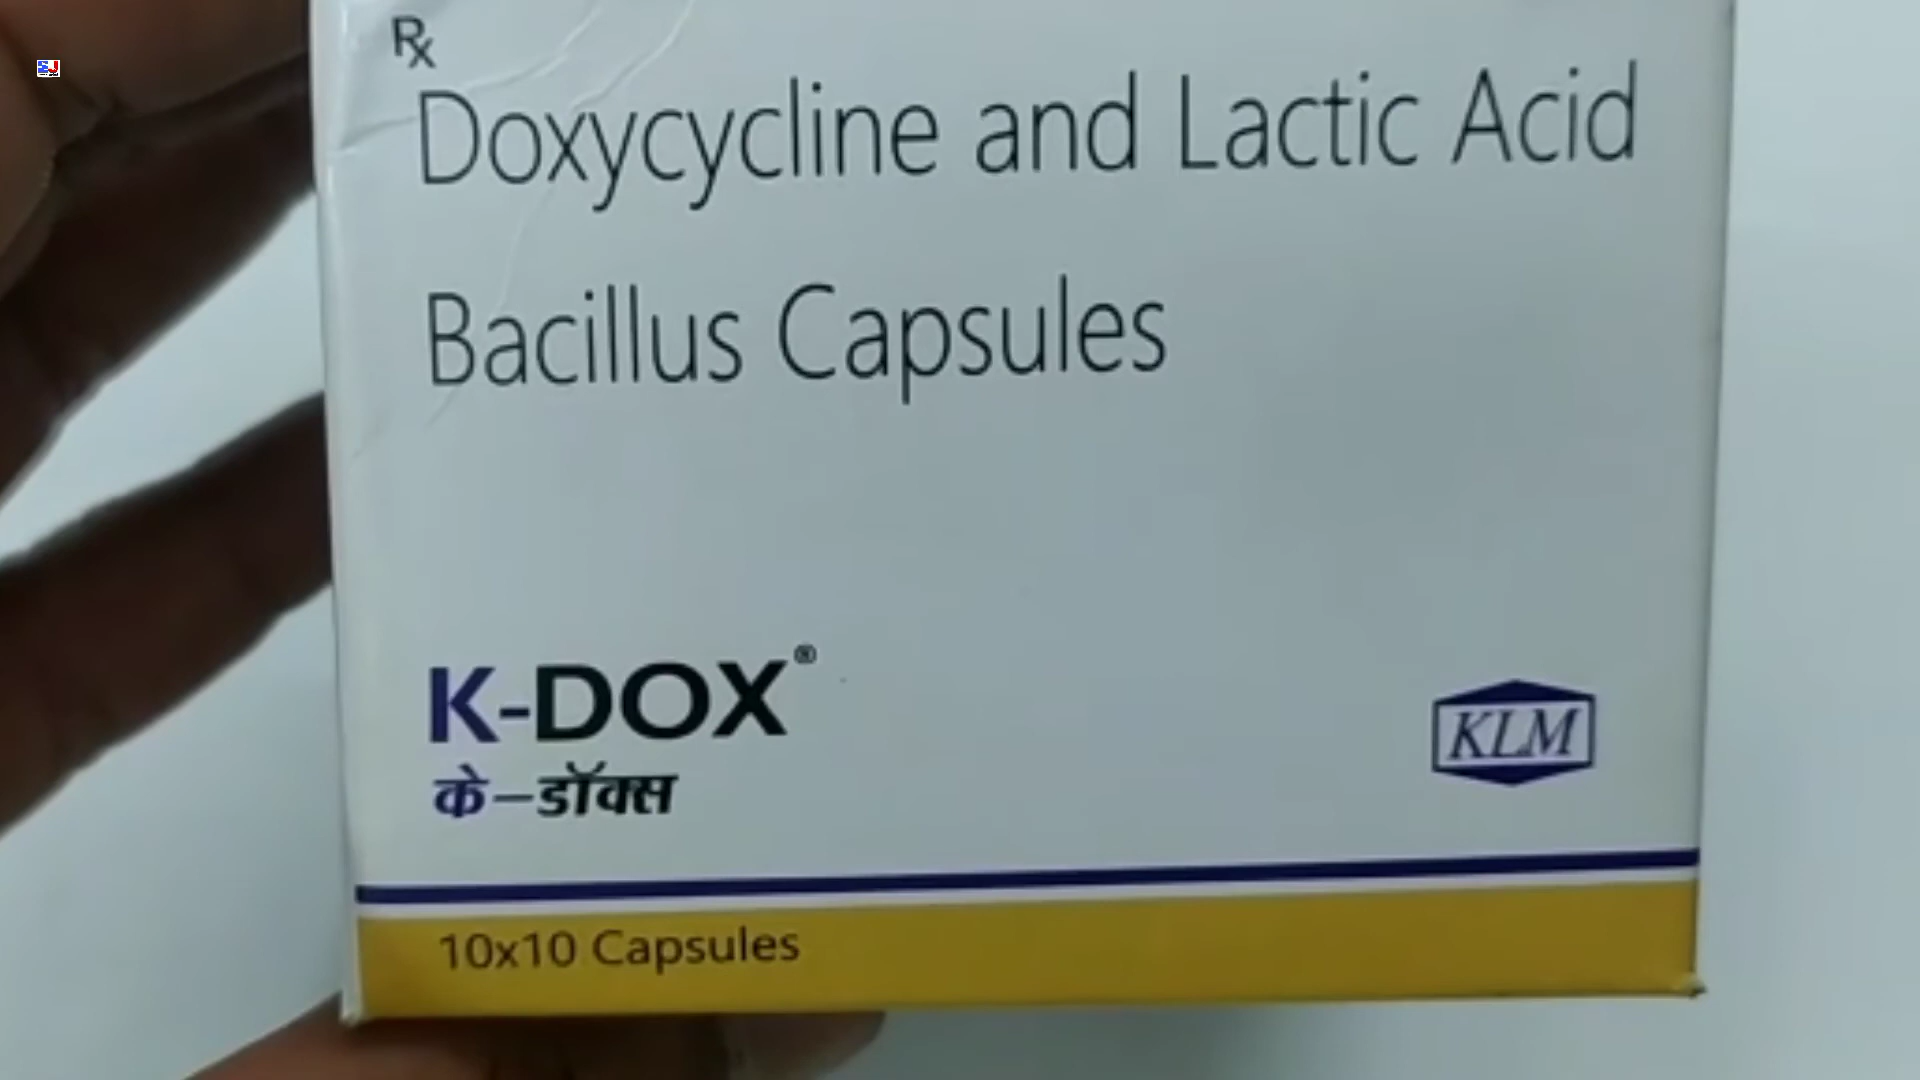 Rx
Doxycycline and Lactic Acid
Bacillus Capsules
K-DOX®
के–डॉक्स
KLM
10x10 Capsules